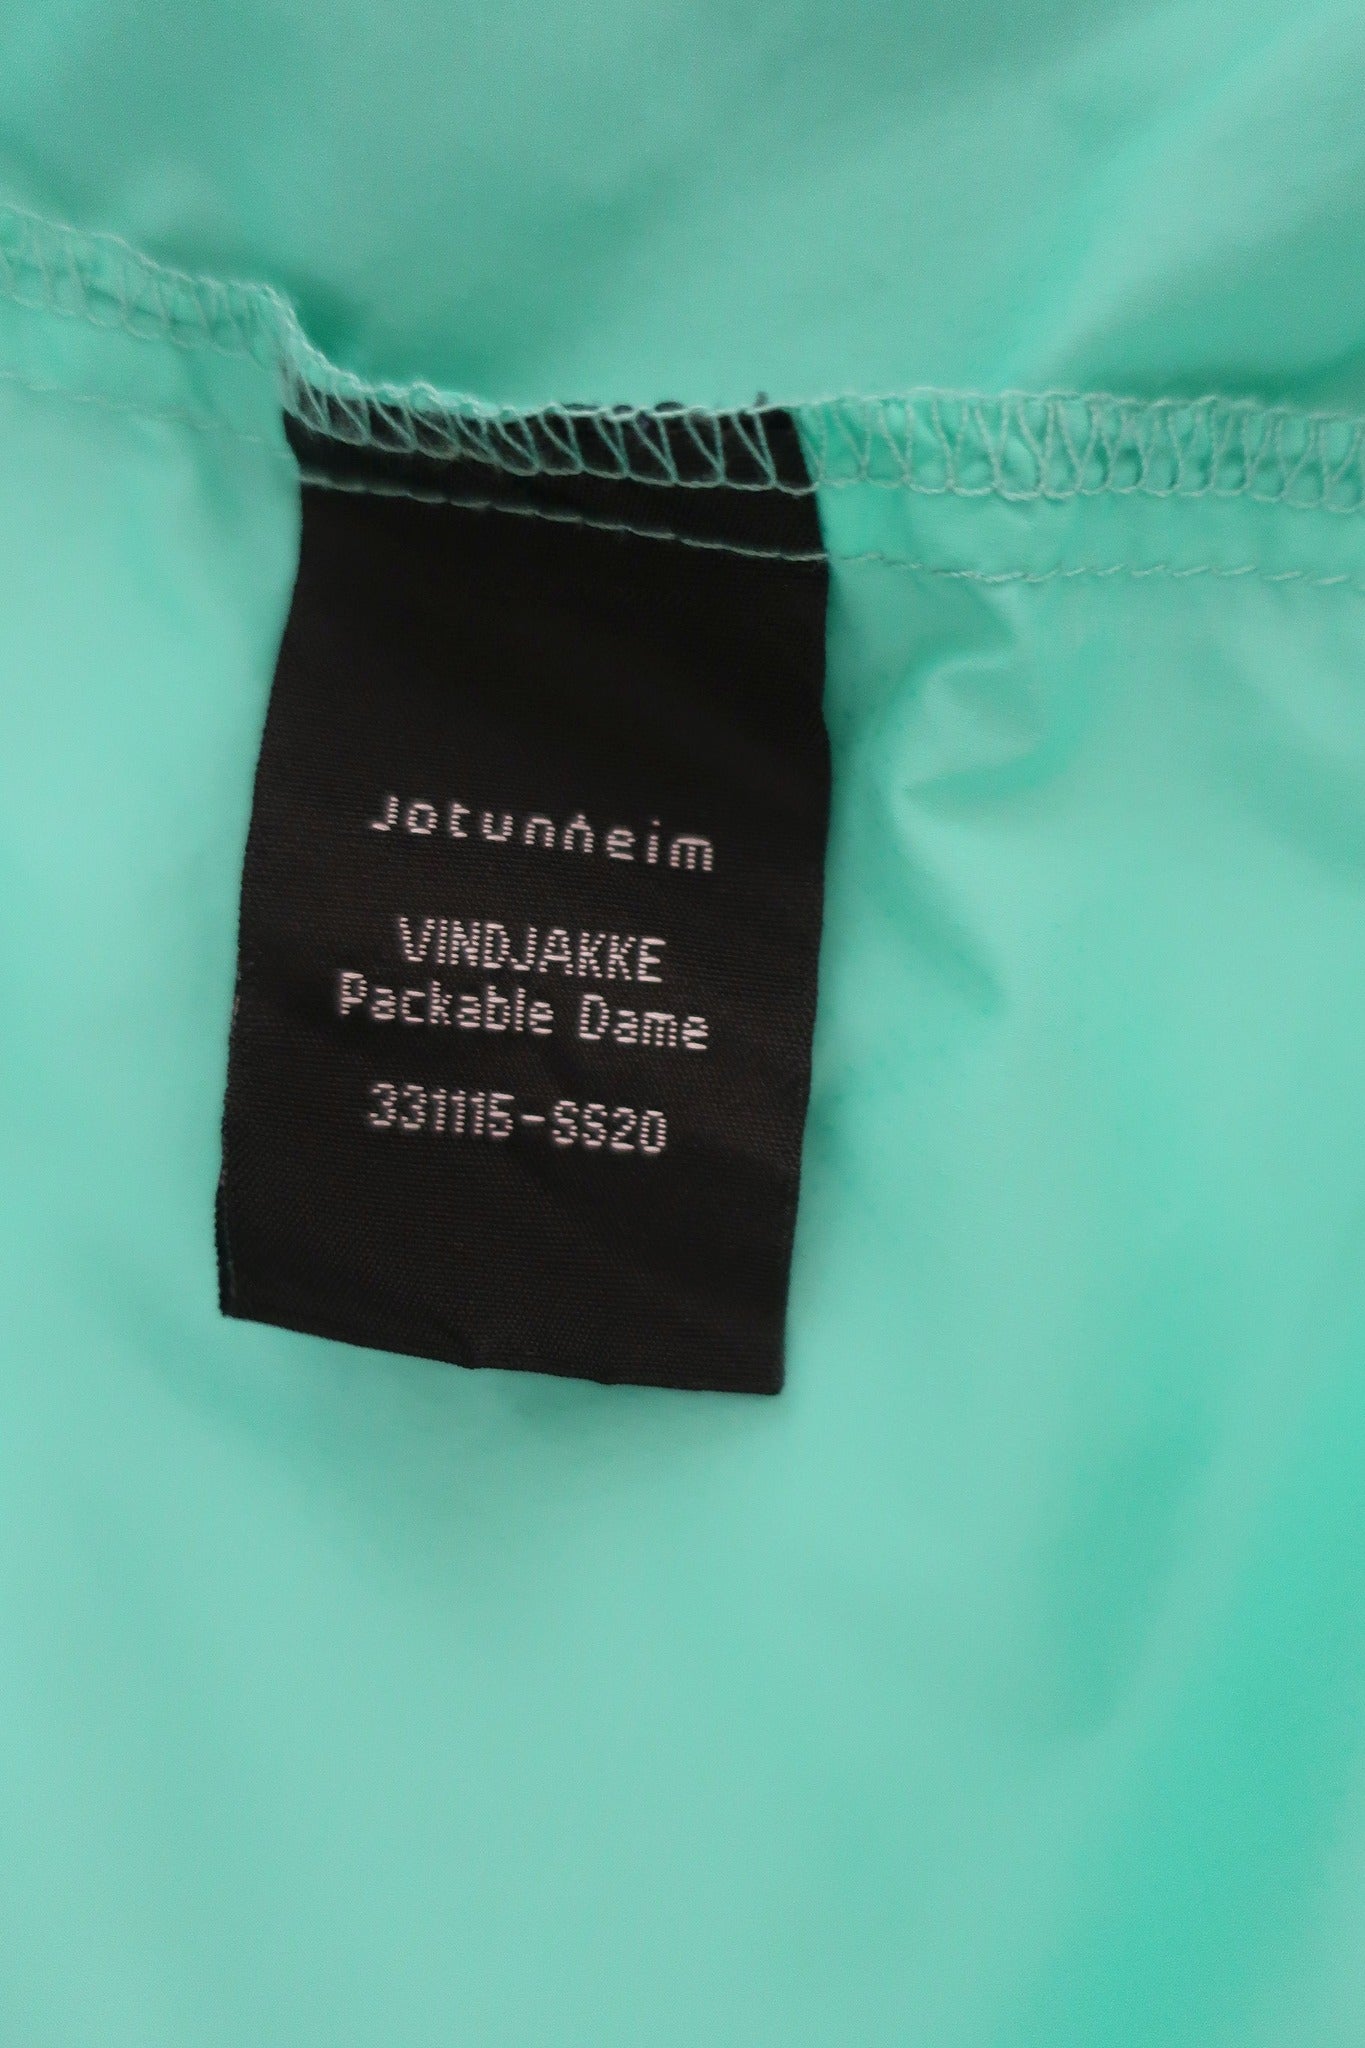 Jotunheim
VINDJAKKE
Packable Dame
331115-SS20